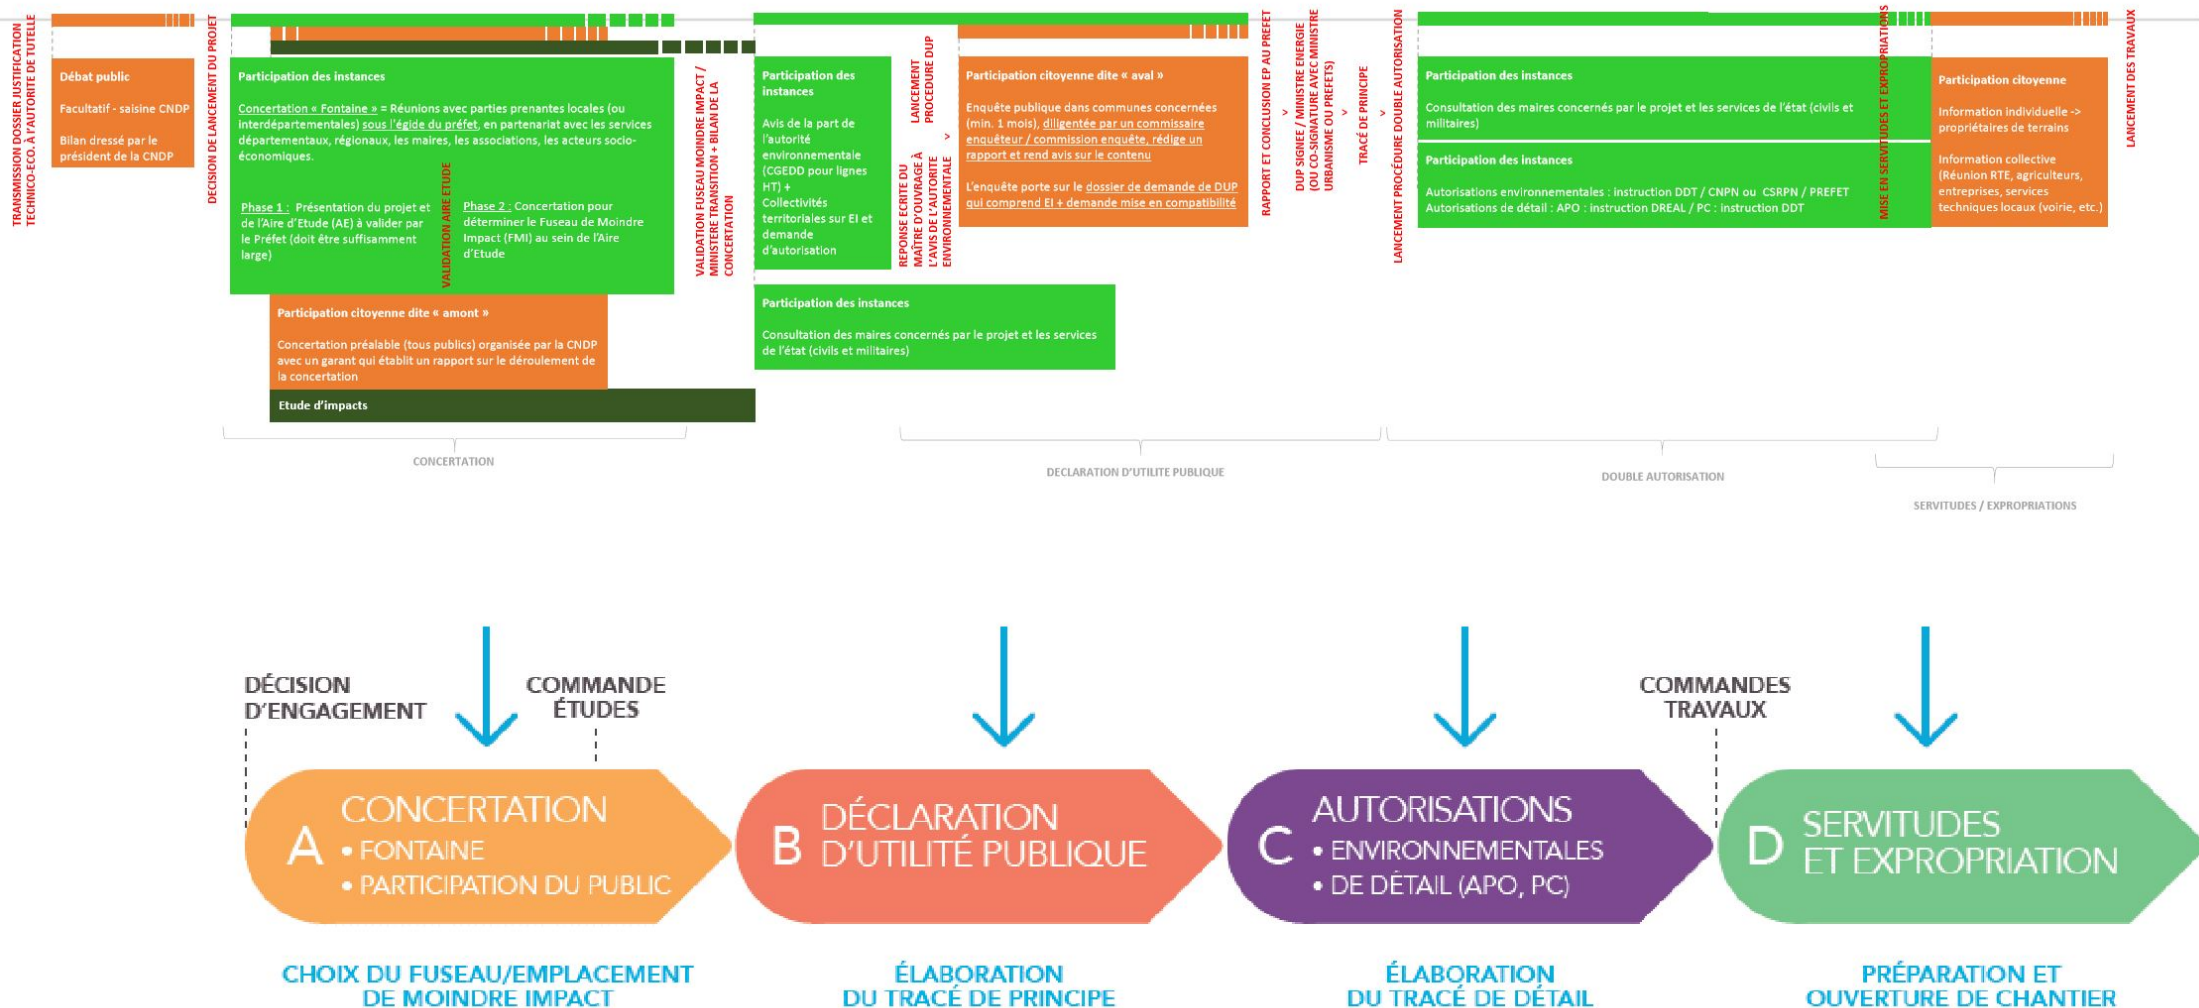 TRANSMISSION DOSSIER JUSTIFICATION
TECHNICO-ECO. À l'AUTORITE DE TUTELLE
Débat public
Facultatif - saisine CNDP
Bilan dressé par le
président de la CNDP
DECISION DE LANCEMENT DU PROJET
Participation des instances
Concertation « Fontaine » = Réunions avec parties prenantes locales (ou
interdépartementales) sous l'égide du préfet, en partenariat avec les services
départementaux, régionaux, les maires, les associations, les acteurs socio-
économiques.
Phase 1 : Présentation du projet et
de l'Aire d'Etude (AE) à valider par
le Préfet (doit être suffisamment
large)
VALIDATION AIRE ETUDE
Phase 2 : Concertation pour
déterminer le Fuseau de Moindre
Impact (FMI) au sein de l'Aire
d'Etude
Participation citoyenne dite « amont »
Concertation préalable (tous publics) organisée par la CNDP
avec un garant qui établit un rapport sur le déroulement de
la concertation
Etude d'impacts
VALIDATION FUSEAU MOINDRE IMPACT /
MINISTERE TRANSITION + BILAN DE LA
CONCERTATION
Participation des
instances
Avis de la part de
l'autorité
environnementale
(CGEDD pour lignes
HT) +
Collectivités
territoriales sur EI et
demande
d'autorisation
Participation des instances
Consultation des maires concernés par le projet et les services
de l'état (civils et militaires)
REPONSE ECRITE DU
MAÎTRE D'OUVRAGE À
L'AVIS DE L'AUTORITE
ENVIRONNEMENTALE
>
LANCEMENT
PROCEDURE DUP
Participation citoyenne dite « aval »
Enquête publique dans communes concernées
(min. 1 mois), diligentée par un commissaire
enquêteur / commission enquête, rédige un
rapport et rend avis sur le contenu
L'enquête porte sur le dossier de demande de DUP
qui comprend EI + demande mise en compatibilité
RAPPORT ET CONCLUSION EP AU PREFET
>
DUP SIGNEE / MINISTRE ENERGIE
(OU CO-SIGNATURE AVEC MINISTRE
URBANISME OU PREFETS)
>
TRACÉ DE PRINCIPE
>
LANCEMENT PROCÉDURE DOUBLE AUTORISATION
Participation des instances
Consultation des maires concernés par le projet et les services de l'état (civils et
militaires)
Participation des instances
Autorisations environnementales : instruction DDT / CNPN ou CSRPN / PREFET
Autorisations de détail : APO : instruction DREAL / PC : instruction DDT
MISE EN SERVITUDES ET EXPROPRIATIONS
Participation citoyenne
Information individuelle ->
propriétaires de terrains
Information collective
(Réunion RTE, agriculteurs,
entreprises, services
techniques locaux (voirie, etc.)
LANCEMENT DES TRAVAUX
CONCERTATION
DECLARATION D'UTILITE PUBLIQUE
DOUBLE AUTORISATION
SERVITUDES / EXPROPRIATIONS
DÉCISION
D'ENGAGEMENT
COMMANDE
ÉTUDES
COMMANDES
TRAVAUX
A
CONCERTATION
• FONTAINE
• PARTICIPATION DU PUBLIC
B
DÉCLARATION
D'UTILITÉ PUBLIQUE
C
AUTORISATIONS
• ENVIRONNEMENTALES
• DE DÉTAIL (APO, PC)
D
SERVITUDES
ET EXPROPRIATION
CHOIX DU FUSEAU/EMPLACEMENT
DE MOINDRE IMPACT
ÉLABORATION
DU TRACÉ DE PRINCIPE
ÉLABORATION
DU TRACÉ DE DÉTAIL
PRÉPARATION ET
OUVERTURE DE CHANTIER